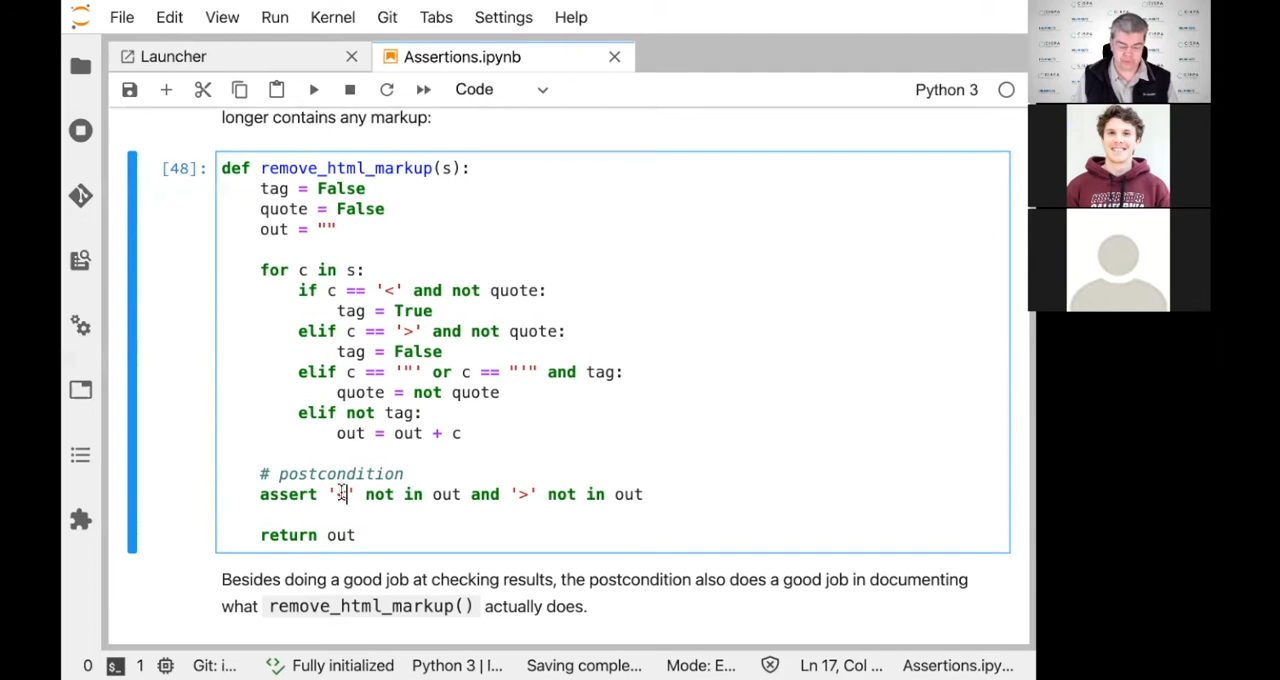 File Edit View Run Kernel Git Tabs Settings Help
Launcher Assertions.ipynb
Code Python 3
longer contains any markup:
[48]: def remove_html_markup(s):
tag = False
quote = False
out = ""
for c in s:
if c == '<' and not quote:
tag = True
elif c == '>' and not quote:
tag = False
elif c == '"' or c == "'" and tag:
quote = not quote
elif not tag:
out = out + c
# postcondition
assert '<' not in out and '>' not in out
return out
Besides doing a good job at checking results, the postcondition also does a good job in documenting
what remove_html_markup() actually does.
0 $_ 1 Git: i... Fully initialized Python 3 | I... Saving comple... Mode: E... Ln 17, Col ... Assertions.ipy...